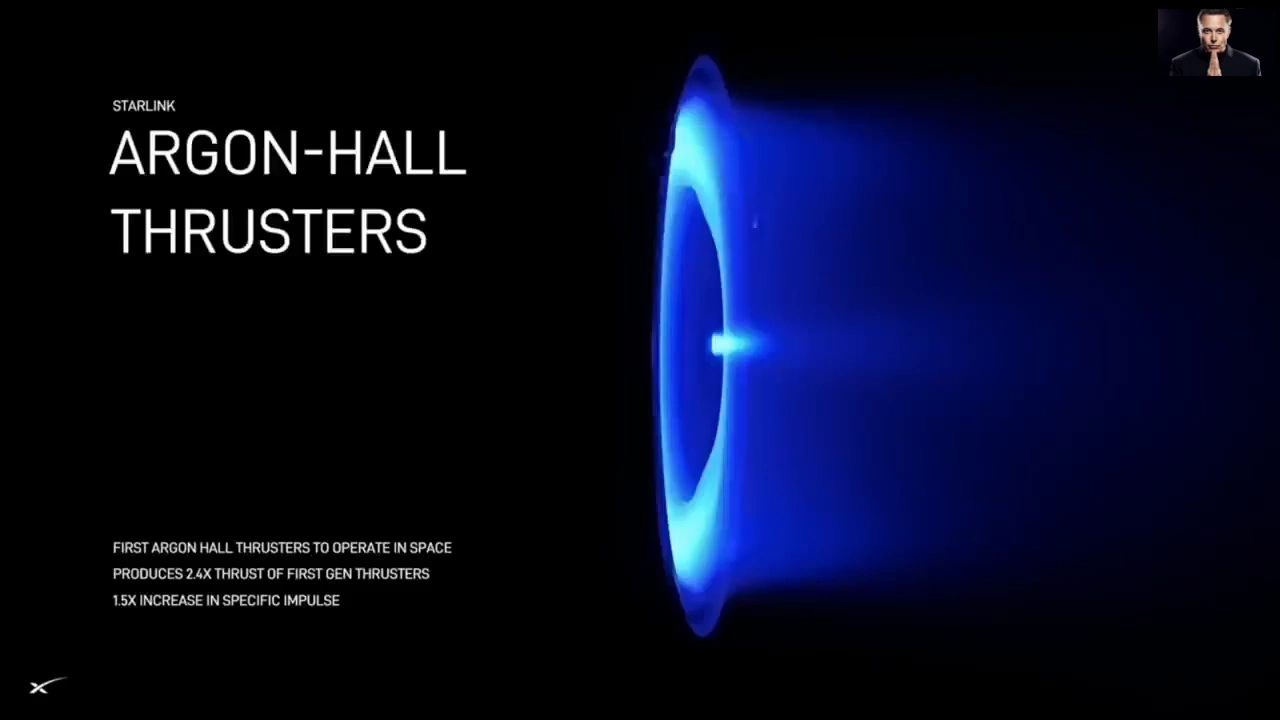 STARLINK
ARGON-HALL
THRUSTERS
FIRST ARGON HALL THRUSTERS TO OPERATE IN SPACE
PRODUCES 2.4X THRUST OF FIRST GEN THRUSTERS
1.5X INCREASE IN SPECIFIC IMPULSE